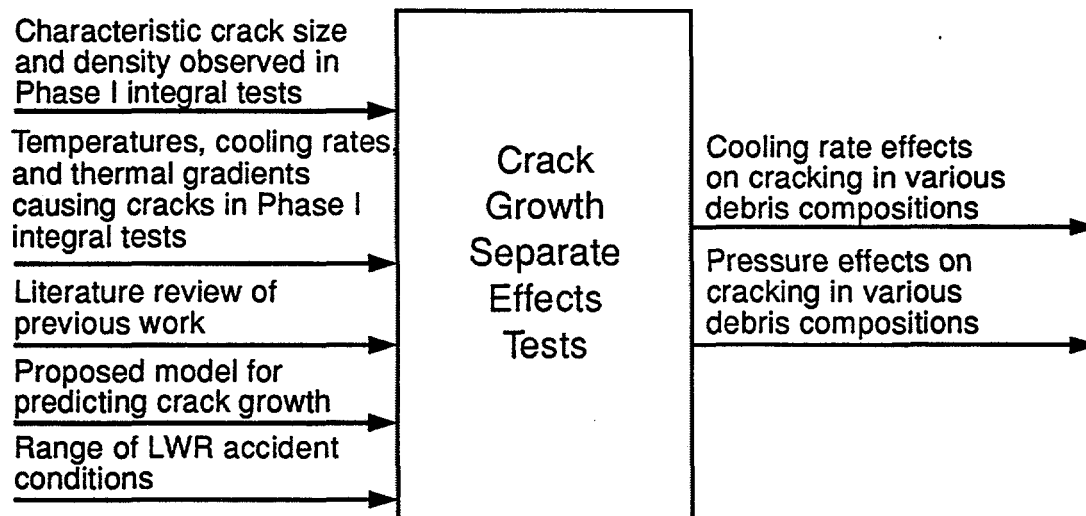 Characteristic crack size
and density observed in
Phase I integral tests
Temperatures, cooling rates,
and thermal gradients
causing cracks in Phase I
integral tests
Literature review of
previous work
Proposed model for
predicting crack growth
Range of LWR accident
conditions
Crack
Growth
Separate
Effects
Tests
Cooling rate effects
on cracking in various
debris compositions
Pressure effects on
cracking in various
debris compositions